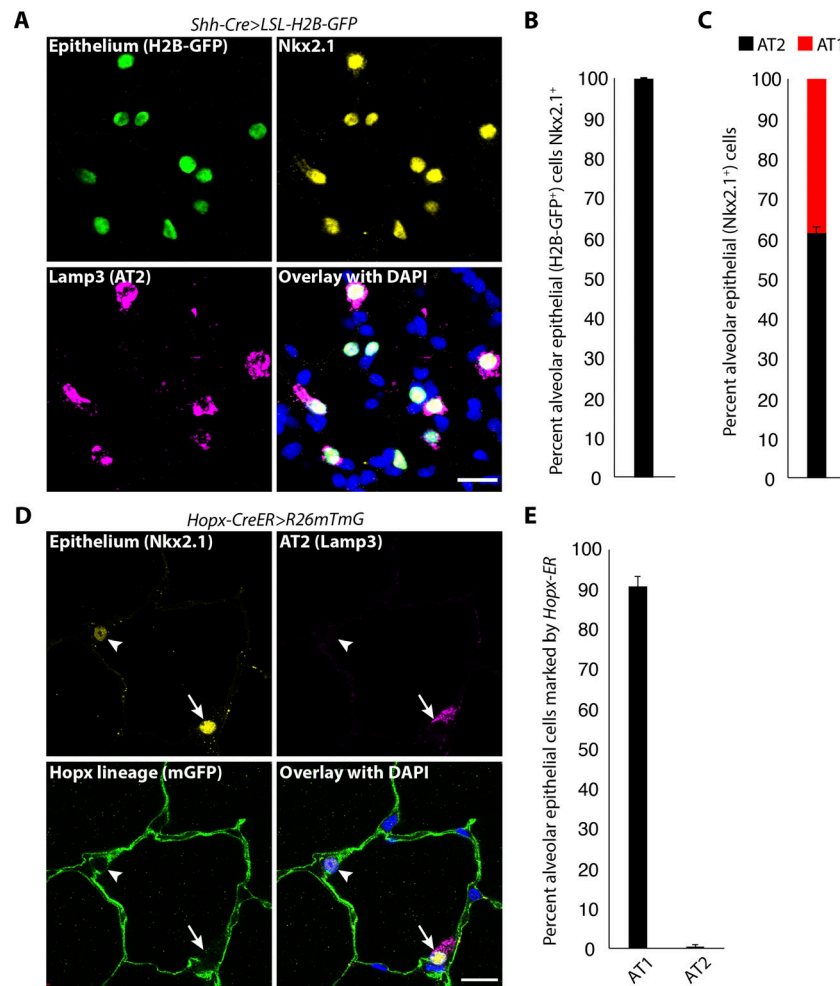 A
Shh-Cre>LSL-H2B-GFP
Epithelium (H2B-GFP)
Nkx2.1
Lamp3 (AT2)
Overlay with DAPI
B
Percent alveolar epithelial (H2B-GFP⁺) cells Nkx2.1⁺
100
90
80
70
60
50
40
30
20
10
0
C
AT2 AT1
Percent alveolar epithelial (Nkx2.1⁺) cells
100
90
80
70
60
50
40
30
20
10
0
D
Hopx-CreER>R26mTmG
Epithelium (Nkx2.1)
AT2 (Lamp3)
Hopx lineage (mGFP)
Overlay with DAPI
E
Percent alveolar epithelial cells marked by Hopx-ER
100
90
80
70
60
50
40
30
20
10
0
AT1
AT2